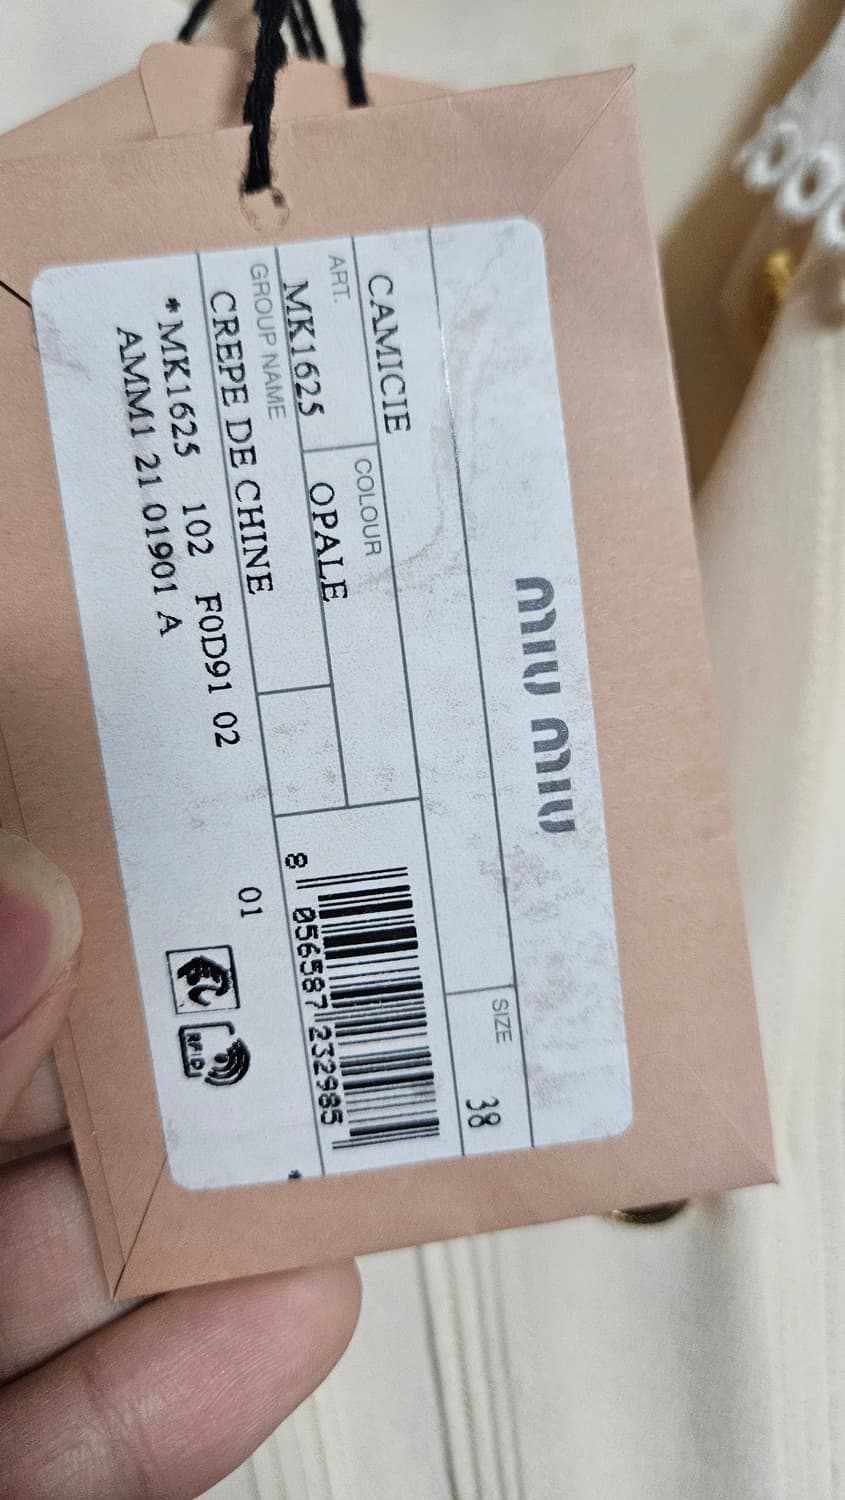 MIU MIU
SIZE
38
CAMICIE
ART.
MK1625
COLOUR
OPALE
GROUP NAME
CREPE DE CHINE
8 056587 232985
*MK1625 102 F0D91 02 01
AMM1 21 01901 A
RFID
*